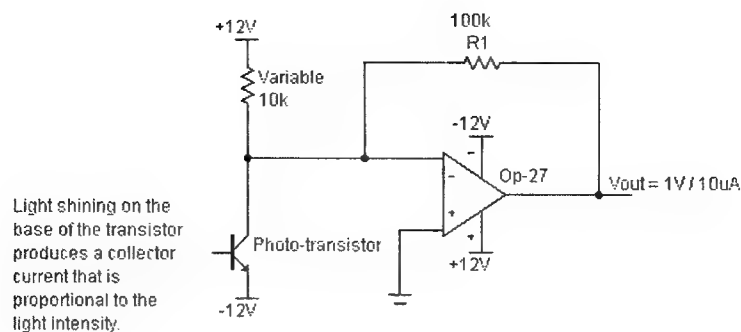 100k
R1
+12V
Variable
10k
-12V
-
-
Op-27
Vout = 1V / 10uA
+
+
+12V
Photo-transistor
-12V
Light shining on the
base of the transistor
produces a collector
current that is
proportional to the
light intensity.